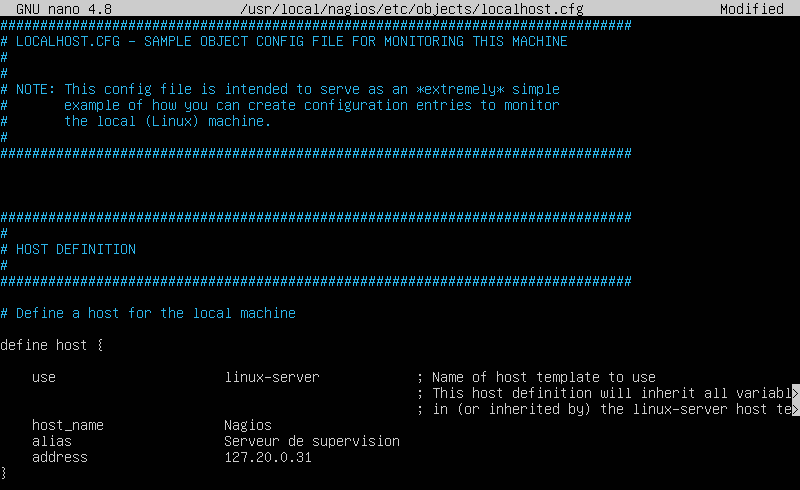 GNU nano 4.8 /usr/local/nagios/etc/objects/localhost.cfg Modified
###############################################################################
# LOCALHOST.CFG - SAMPLE OBJECT CONFIG FILE FOR MONITORING THIS MACHINE
#
#
# NOTE: This config file is intended to serve as an *extremely* simple
#       example of how you can create configuration entries to monitor
#       the local (Linux) machine.
#
###############################################################################
###############################################################################
#
# HOST DEFINITION
#
###############################################################################
# Define a host for the local machine
define host {
    use                     linux-server            ; Name of host template to use
                                                    ; This host definition will inherit all variabl>
                                                    ; in (or inherited by) the linux-server host te>
    host_name               Nagios
    alias                   Serveur de supervision
    address                 127.20.0.31
}